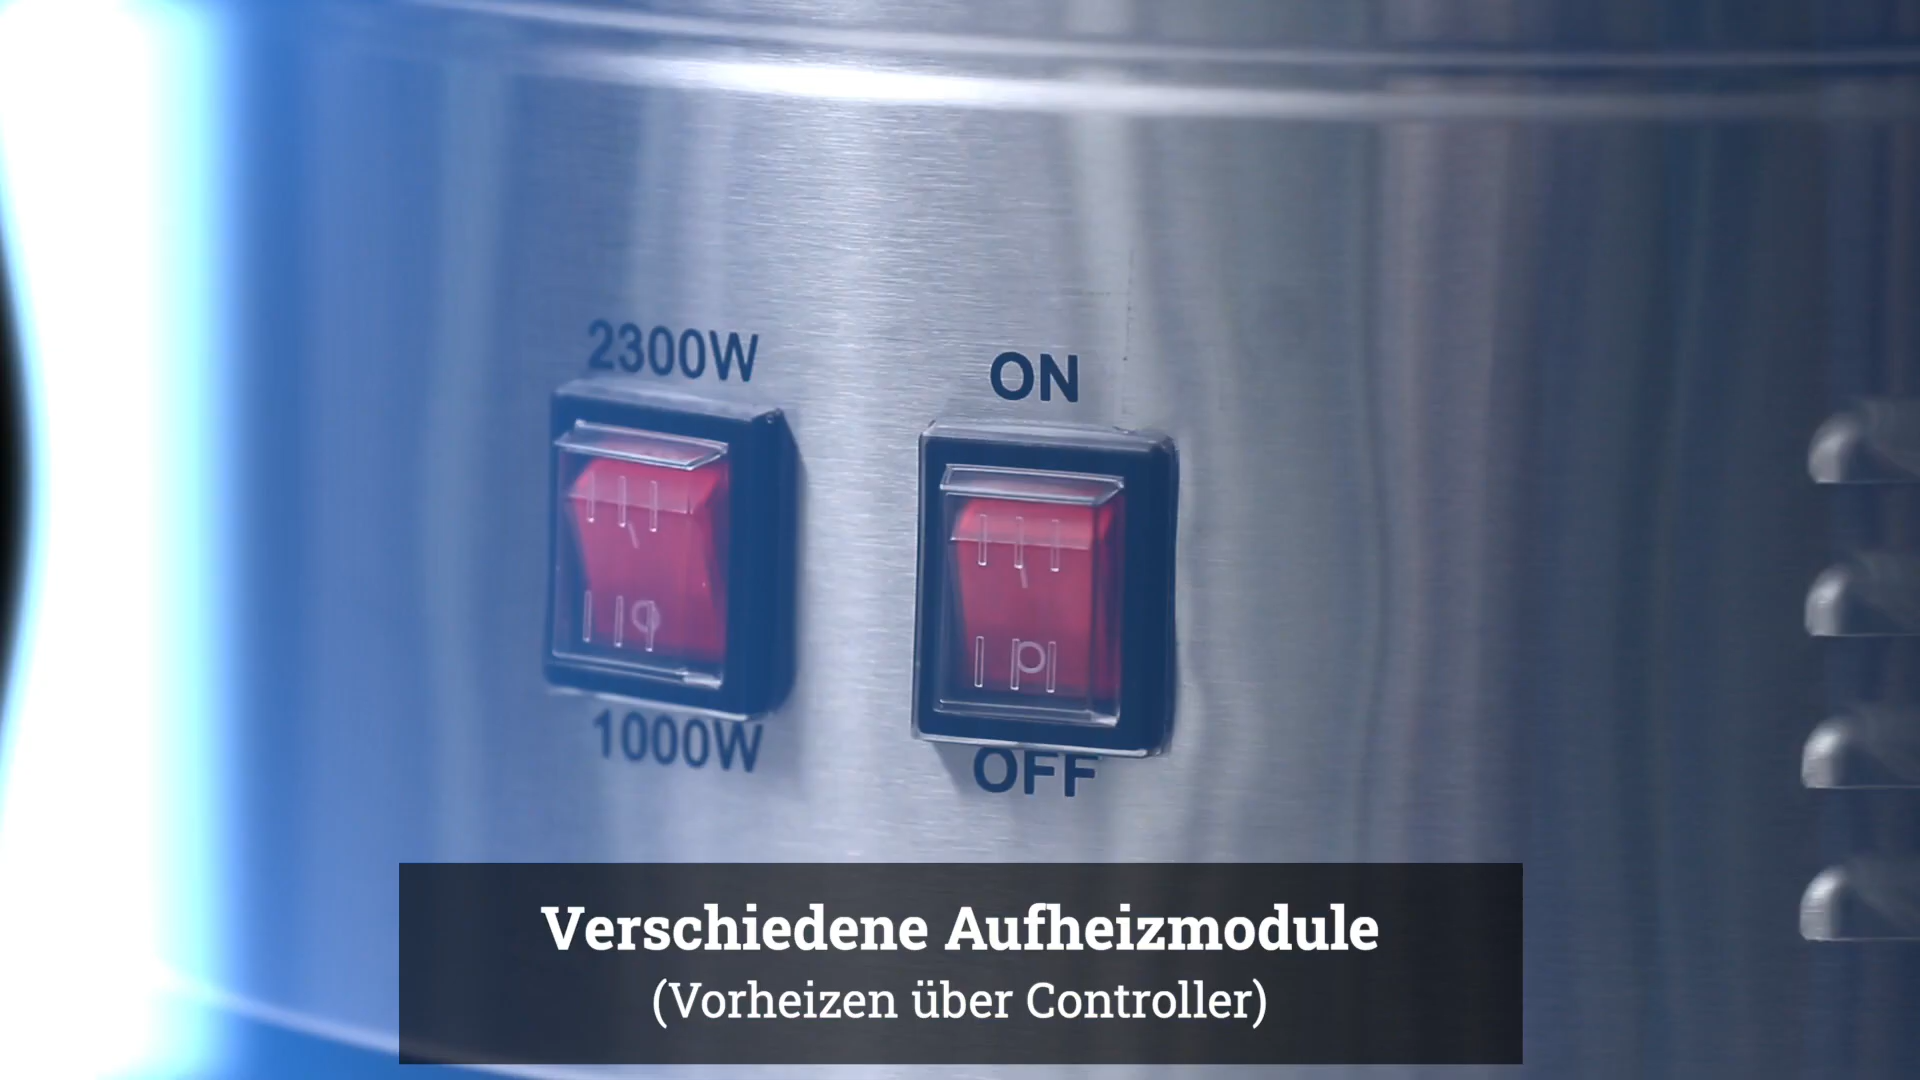 2300W
ON
1000W
OFF
Verschiedene Aufheizmodule
(Vorheizen über Controller)